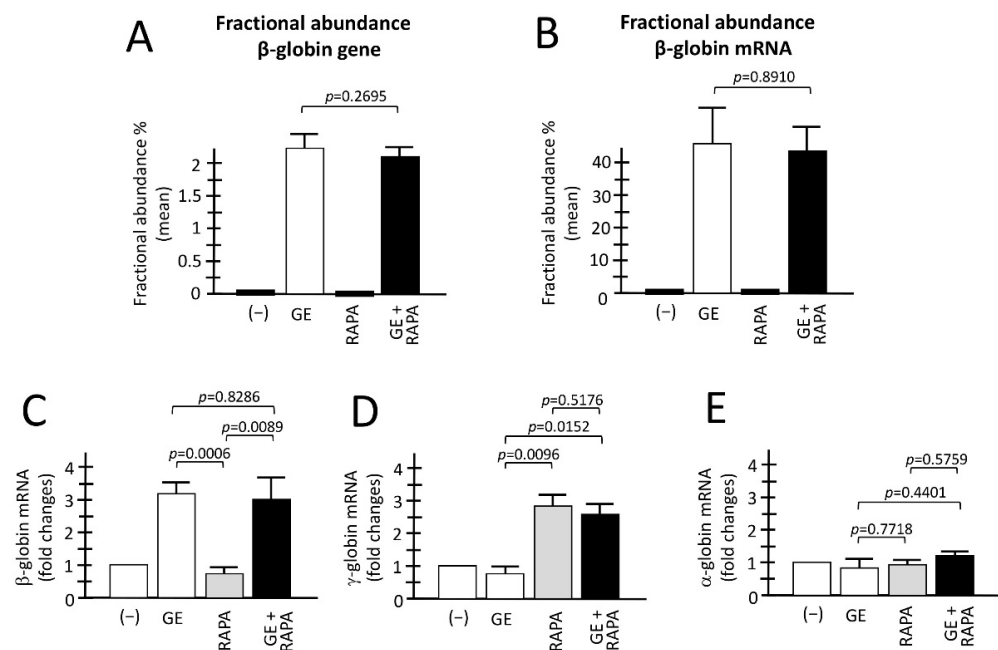 A
Fractional abundance
β-globin gene
p=0.2695
Fractional abundance %
(mean)
2
1.5
1
0.5
0
(−)
GE
RAPA
GE +
RAPA
B
Fractional abundance
β-globin mRNA
p=0.8910
Fractional abundance %
(mean)
40
30
20
10
0
(−)
GE
RAPA
GE +
RAPA
C
p=0.8286
p=0.0089
p=0.0006
β-globin mRNA
(fold changes)
4
3
2
1
0
(−)
GE
RAPA
GE +
RAPA
D
p=0.5176
p=0.0152
p=0.0096
γ-globin mRNA
(fold changes)
4
3
2
1
0
(−)
GE
RAPA
GE +
RAPA
E
p=0.5759
p=0.4401
p=0.7718
α-globin mRNA
(fold changes)
4
3
2
1
0
(−)
GE
RAPA
GE +
RAPA